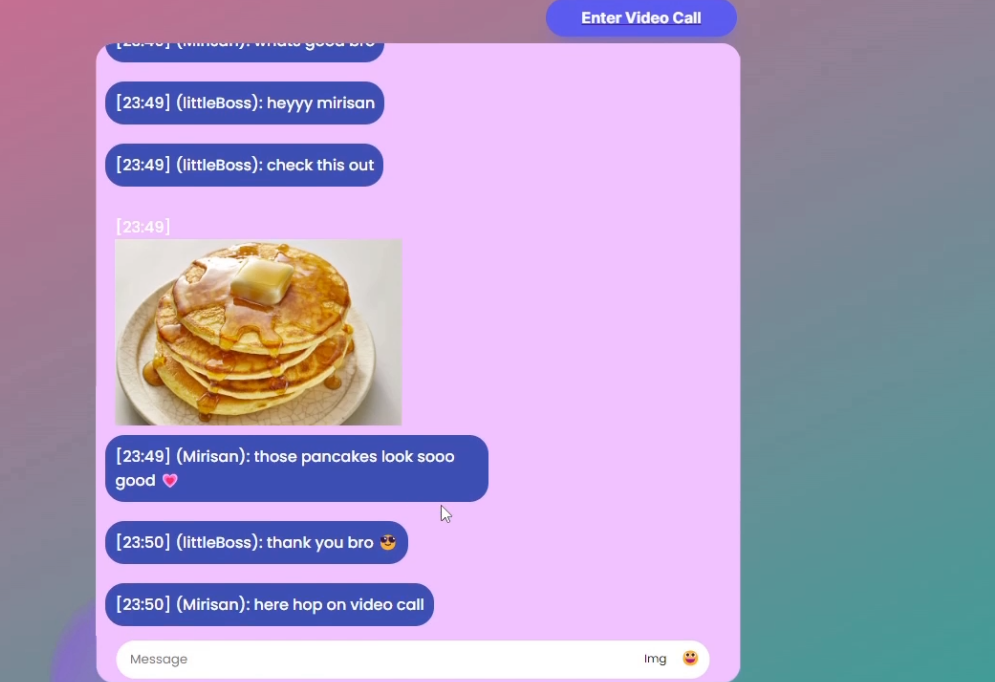 Enter Video Call
[23:49] (Mirisan): whats good bro
[23:49] (littleBoss): heyyy mirisan
[23:49] (littleBoss): check this out
[23:49]
[23:49] (Mirisan): those pancakes look sooo
good 💗
[23:50] (littleBoss): thank you bro 😎
[23:50] (Mirisan): here hop on video call
Message
Img 😀